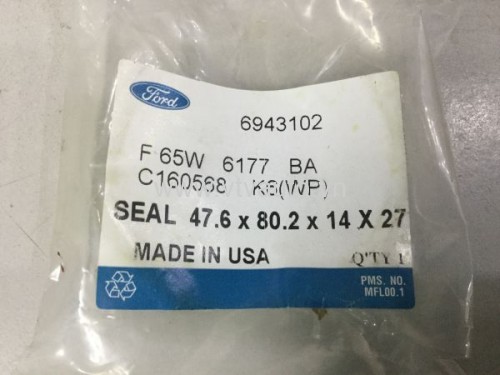 Ford
6943102
F 65W 6177 BA
C160568 K6(WP)
SEAL 47.6 x 80.2 x 14 X 27
MADE IN USA
Q'TY 1
PMS. NO.
MFL00.1